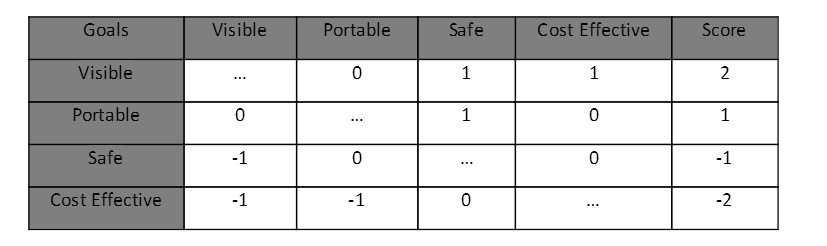 Goals Visible Portable Safe Cost Effective Score
Visible ... 0 1 1 2
Portable 0 ... 1 0 1
Safe -1 0 ... 0 -1
Cost Effective -1 -1 0 ... -2